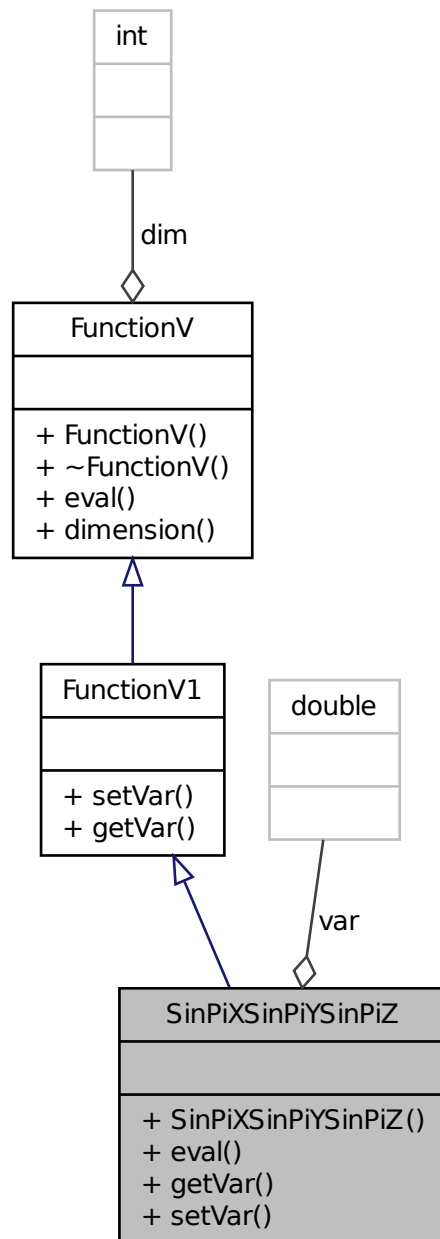 int
dim
FunctionV
+ FunctionV()
+ ~FunctionV()
+ eval()
+ dimension()
FunctionV1
+ setVar()
+ getVar()
double
var
SinPiXSinPiYSinPiZ
+ SinPiXSinPiYSinPiZ()
+ eval()
+ getVar()
+ setVar()